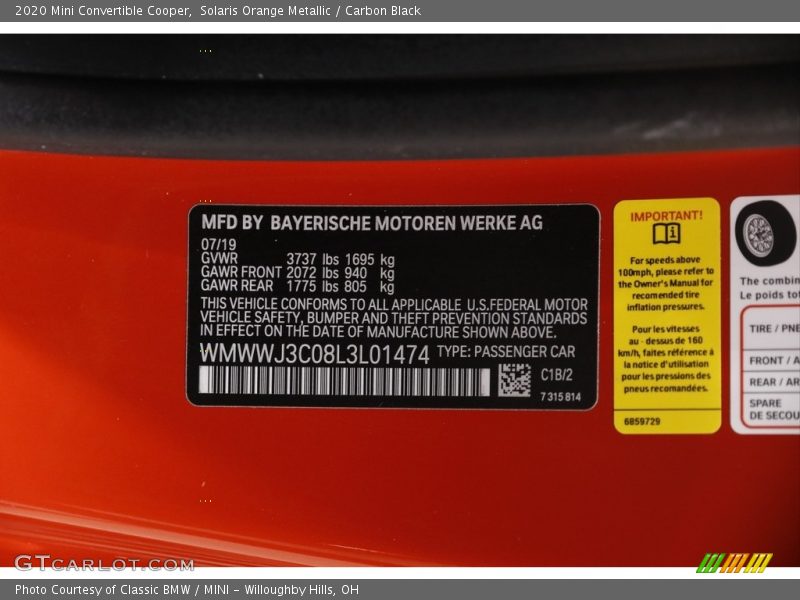 2020 Mini Convertible Cooper,  Solaris Orange Metallic / Carbon Black
MFD BY BAYERISCHE MOTOREN WERKE AG
07/19
GVWR 3737 lbs 1695 kg
GAWR FRONT 2072 lbs 940 kg
GAWR REAR 1775 lbs 805 kg
THIS VEHICLE CONFORMS TO ALL APPLICABLE U.S.FEDERAL MOTOR
VEHICLE SAFETY, BUMPER AND THEFT PREVENTION STANDARDS
IN EFFECT ON THE DATE OF MANUFACTURE SHOWN ABOVE.
WMWWJ3C08L3L01474 TYPE: PASSENGER CAR
C1B/2
7 315 814
IMPORTANT!
For speeds above
100mph, please refer to
the Owner's Manual for
recomended tire
inflation pressures.
Pour les vitesses
au - dessus de 160
km/h, faites référence à
la notice d'utilisation
pour les pressions des
pneus recomandées.
6859729
The combin
Le poids tot
TIRE / PNE
FRONT / A
REAR / AR
SPARE
DE SECOU
GTCARLOT.COM
Photo Courtesy of Classic BMW / MINI - Willoughby Hills, OH